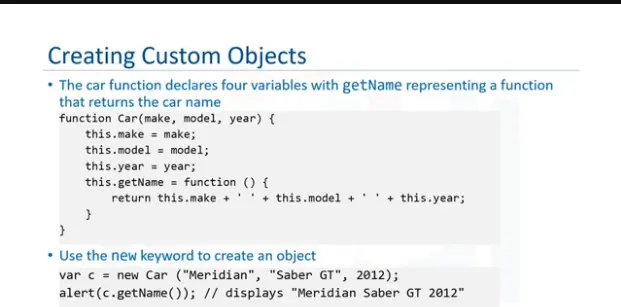 Creating Custom Objects
• The car function declares four variables with getName representing a function
that returns the car name
function Car(make, model, year) {
this.make = make;
this.model = model;
this.year = year;
this.getName = function () {
return this.make + ' ' + this.model + ' ' + this.year;
}
}
• Use the new keyword to create an object
var c = new Car ("Meridian", "Saber GT", 2012);
alert(c.getName()); // displays "Meridian Saber GT 2012"